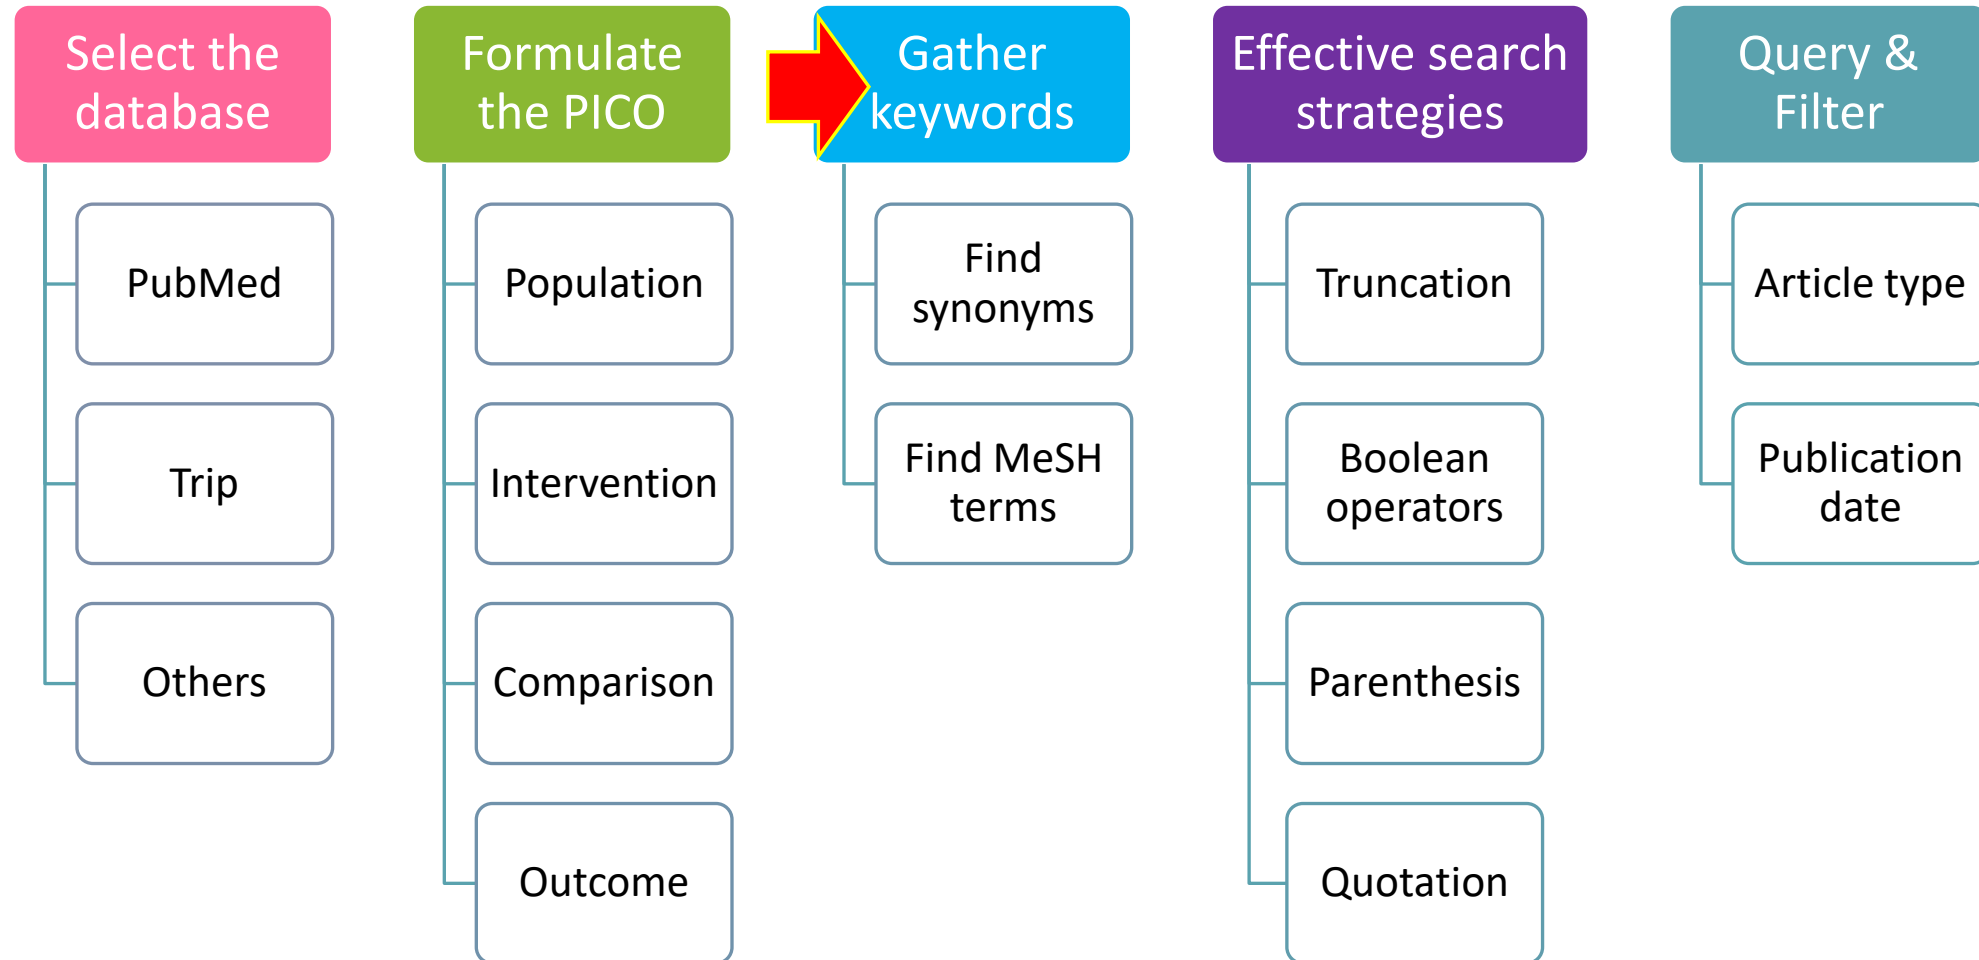 Select the
database
PubMed
Trip
Others
Formulate
the PICO
Population
Intervention
Comparison
Outcome
Gather
keywords
Find
synonyms
Find MeSH
terms
Effective search
strategies
Truncation
Boolean
operators
Parenthesis
Quotation
Query &
Filter
Article type
Publication
date